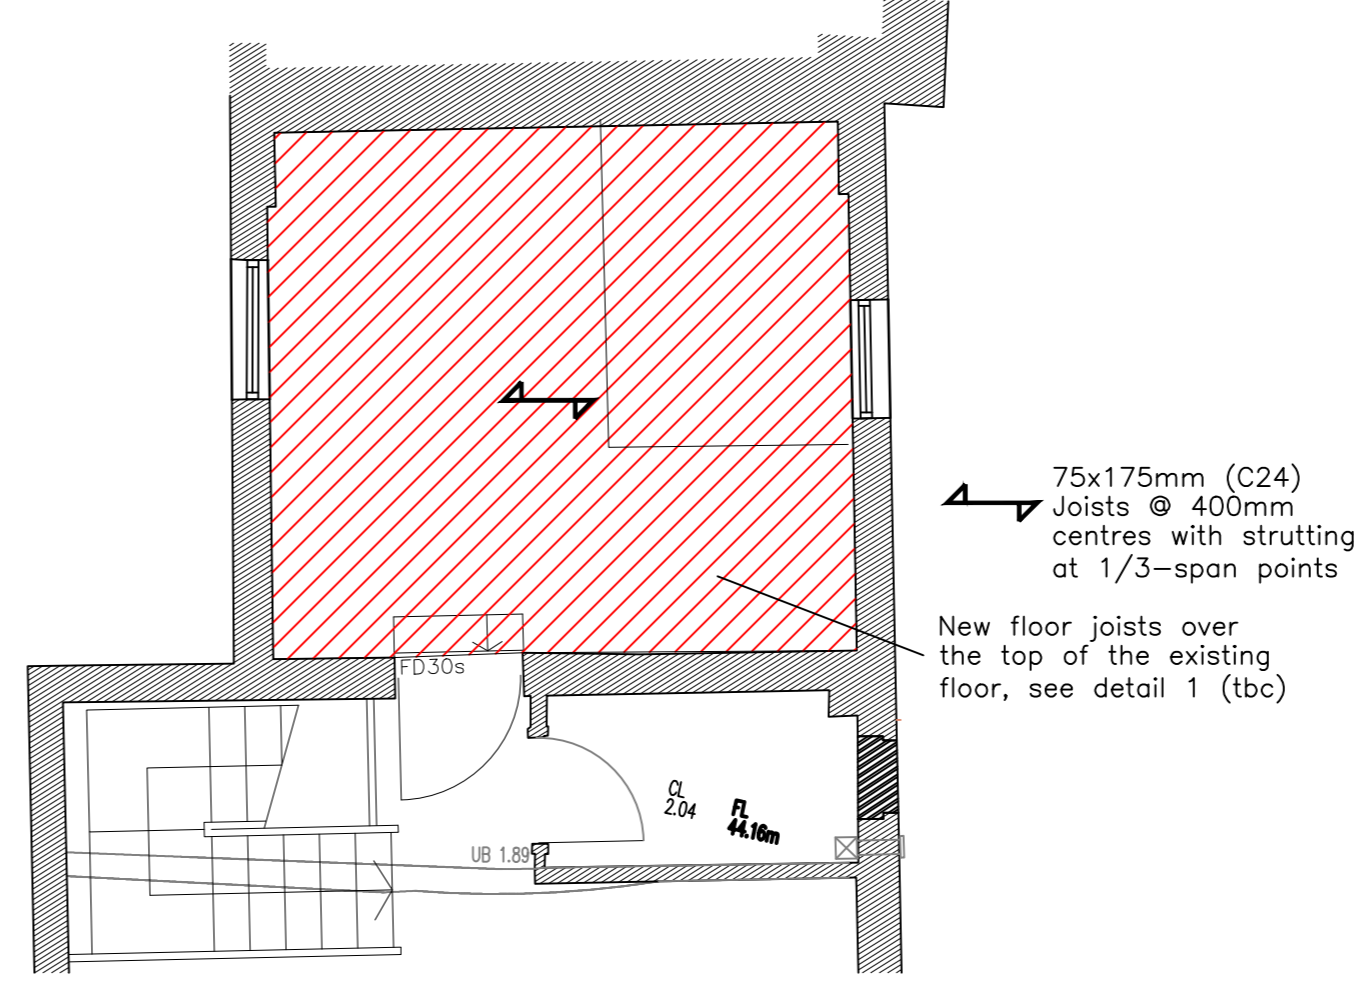 75x175mm (C24)
Joists @ 400mm
centres with strutting
at 1/3-span points
New floor joists over
the top of the existing
floor, see detail 1 (tbc)
FD30s
CL
2.04
FL
44.16m
UB 1.89